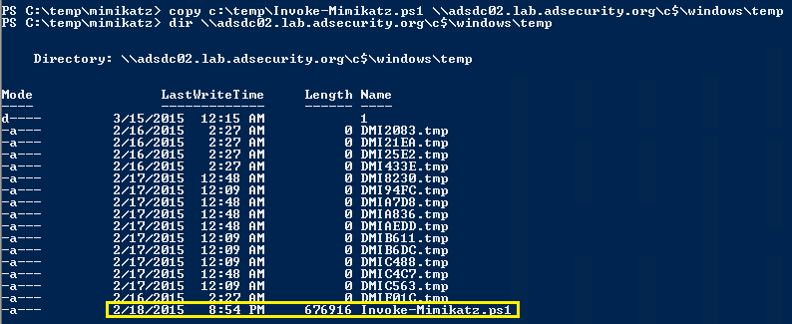 PS C:\temp\mimikatz> copy c:\temp\Invoke-Mimikatz.ps1 \\adsdc02.lab.adsecurity.org\c$\windows\temp
PS C:\temp\mimikatz> dir \\adsdc02.lab.adsecurity.org\c$\windows\temp
Directory: \\adsdc02.lab.adsecurity.org\c$\windows\temp
Mode LastWriteTime Length Name
---- ------------- ------ ----
d---- 3/15/2015 12:15 AM 1
-a--- 2/16/2015 2:27 AM 0 DMI2083.tmp
-a--- 2/16/2015 2:27 AM 0 DMI21EA.tmp
-a--- 2/16/2015 2:27 AM 0 DMI25E2.tmp
-a--- 2/16/2015 2:27 AM 0 DMI433E.tmp
-a--- 2/17/2015 12:48 AM 0 DMI8230.tmp
-a--- 2/17/2015 12:09 AM 0 DMI94FC.tmp
-a--- 2/17/2015 12:48 AM 0 DMIA7D8.tmp
-a--- 2/17/2015 12:48 AM 0 DMIA836.tmp
-a--- 2/17/2015 12:48 AM 0 DMIAEDD.tmp
-a--- 2/17/2015 12:09 AM 0 DMIB611.tmp
-a--- 2/17/2015 12:09 AM 0 DMIB6DC.tmp
-a--- 2/17/2015 12:09 AM 0 DMIC488.tmp
-a--- 2/17/2015 12:48 AM 0 DMIC4C7.tmp
-a--- 2/17/2015 12:09 AM 0 DMIC563.tmp
-a--- 2/16/2015 2:27 AM 0 DMIF01C.tmp
-a--- 2/18/2015 8:54 PM 676916 Invoke-Mimikatz.ps1